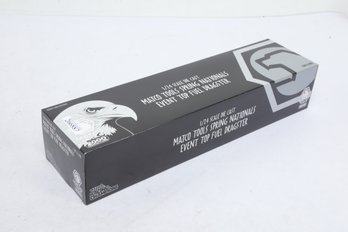 1/24 SCALE DIE CAST
MATCO TOOLS SPRING NATIONALS
EVENT TOP FUEL DRAGSTER
1/24 SCALE DIE CAST
MATCO TOOLS SPRING NATIONALS
EVENT TOP FUEL DRAGSTER